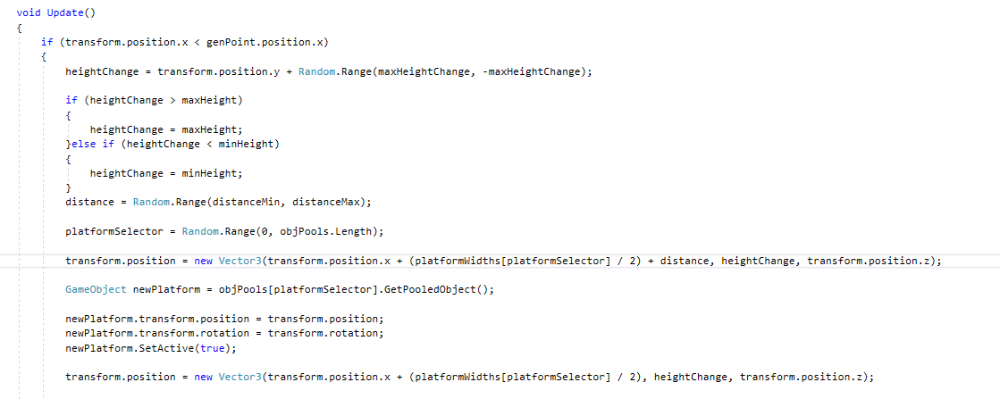 void Update()
{
if (transform.position.x < genPoint.position.x)
{
heightChange = transform.position.y + Random.Range(maxHeightChange, -maxHeightChange);
if (heightChange > maxHeight)
{
heightChange = maxHeight;
}else if (heightChange < minHeight)
{
heightChange = minHeight;
}
distance = Random.Range(distanceMin, distanceMax);
platformSelector = Random.Range(0, objPools.Length);
transform.position = new Vector3(transform.position.x + (platformWidths[platformSelector] / 2) + distance, heightChange, transform.position.z);
GameObject newPlatform = objPools[platformSelector].GetPooledObject();
newPlatform.transform.position = transform.position;
newPlatform.transform.rotation = transform.rotation;
newPlatform.SetActive(true);
transform.position = new Vector3(transform.position.x + (platformWidths[platformSelector] / 2), heightChange, transform.position.z);